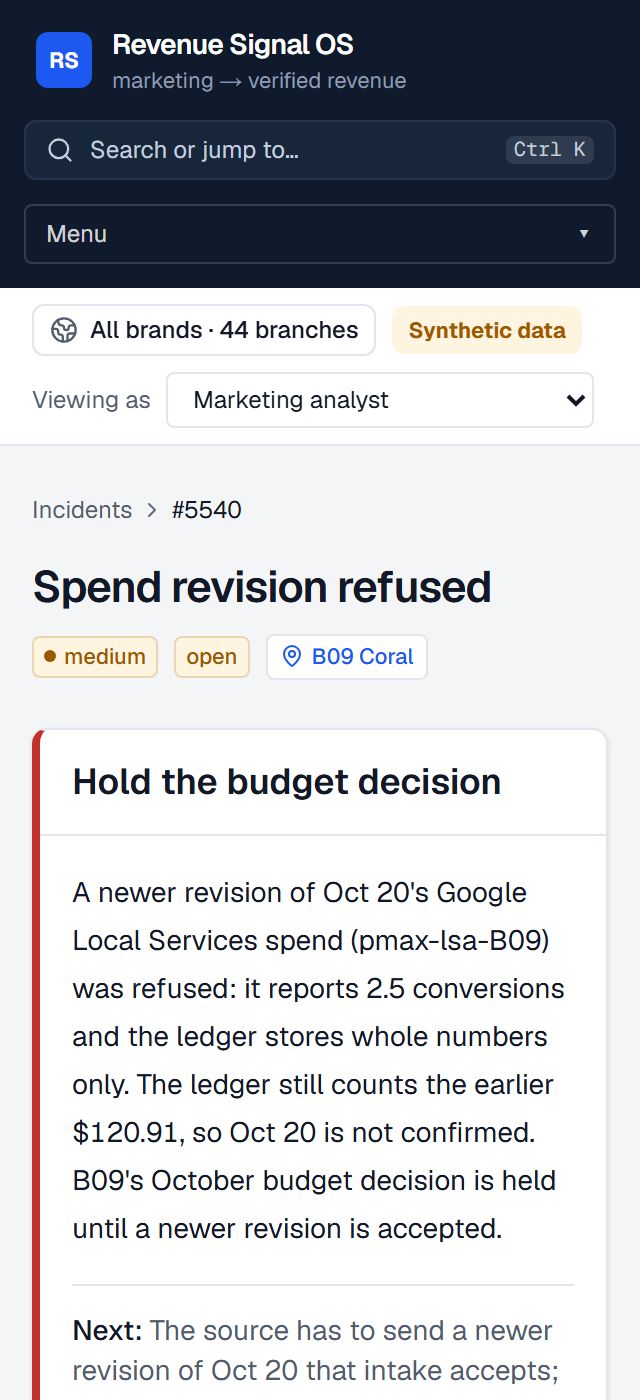 RS
Revenue Signal OS
marketing → verified revenue
Search or jump to...
Ctrl K
Menu
All brands · 44 branches
Synthetic data
Viewing as
Marketing analyst
Incidents > #5540
Spend revision refused
medium
open
B09 Coral
Hold the budget decision
A newer revision of Oct 20's Google
Local Services spend (pmax-lsa-B09)
was refused: it reports 2.5 conversions
and the ledger stores whole numbers
only. The ledger still counts the earlier
$120.91, so Oct 20 is not confirmed.
B09's October budget decision is held
until a newer revision is accepted.
Next: The source has to send a newer
revision of Oct 20 that intake accepts;